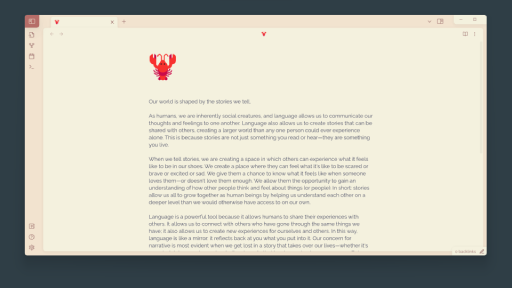 Our world is shaped by the stories we tell.
As humans, we are inherently social creatures, and language allows us to communicate our
thoughts and feelings to one another. Language also allows us to create stories that can be
shared with others, creating a larger world than any one person could ever experience
alone. This is because stories are not just something you read or hear—they are something
you live.
When we tell stories, we are creating a space in which others can experience what it feels
like to be in our shoes. We create a place where they can feel what it's like to be scared or
brave or excited or sad. We give them a chance to know what it feels like when someone
loves them—or doesn't love them enough. We allow them the opportunity to gain an
understanding of how other people think and feel about things (or people!) in short: stories
allow us all to grow together as human beings by helping us understand each other on a
deeper level than we would otherwise have access to on our own.
Language is a powerful tool because it allows humans to share their experiences with
others. It allows us to connect with others who have gone through the same things we
have; it also allows us to create new experiences for ourselves and others. In this way,
language is like a mirror: it reflects back at you what you put into it. Our concern for
narrative is most evident when we get lost in a story that takes over our lives—whether it's